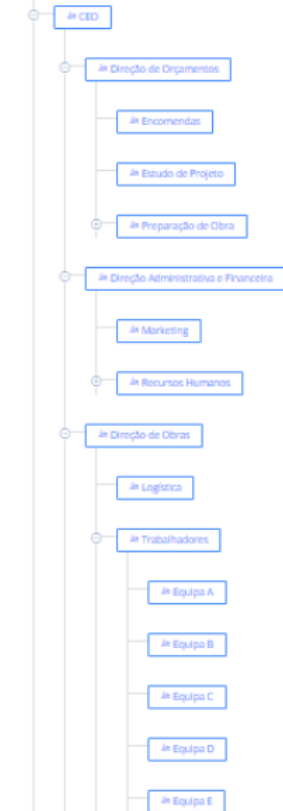 CEO
Direção de Orçamentos
Encomendas
Estudo de Projeto
Preparação de Obra
Direção Administrativa e Financeira
Marketing
Recursos Humanos
Direção de Obras
Logística
Trabalhadores
Equipa A
Equipa B
Equipa C
Equipa D
Equipa E